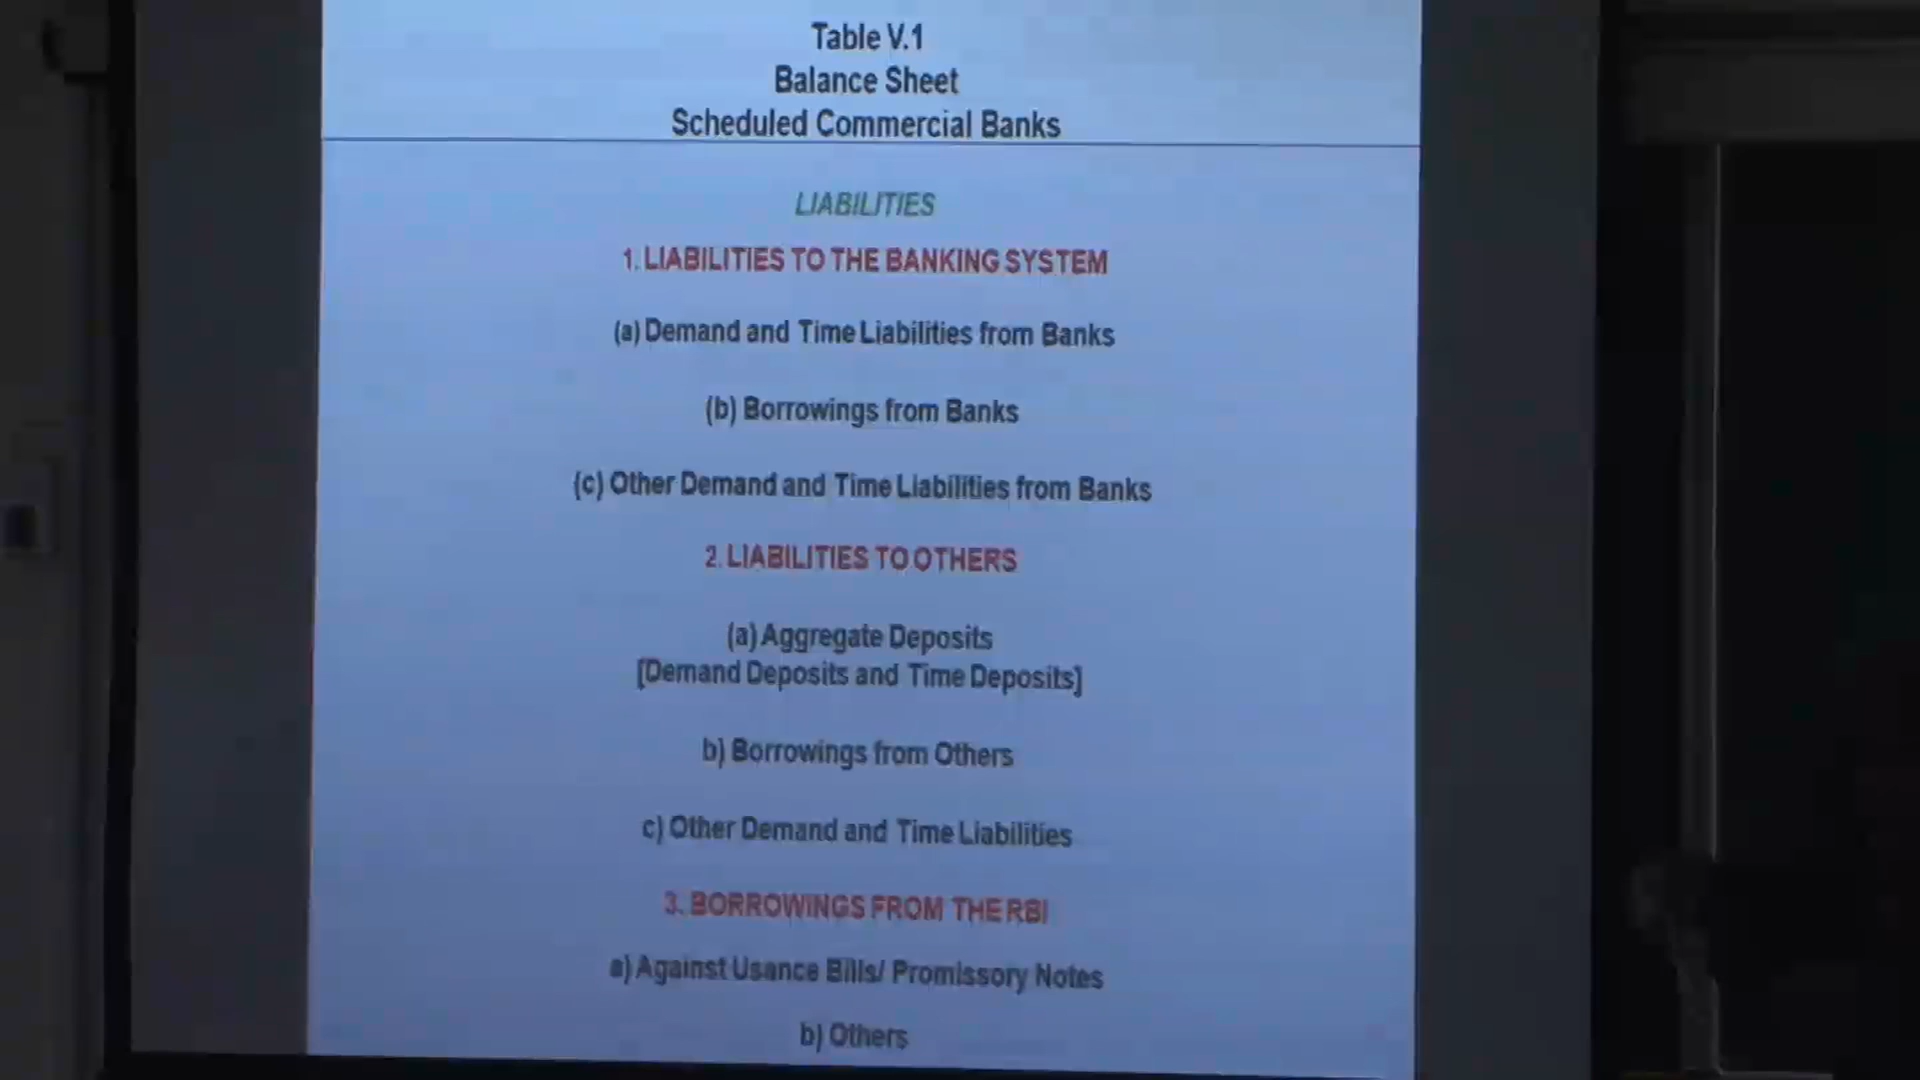 Table V.1
Balance Sheet
Scheduled Commercial Banks
LIABILITIES
1. LIABILITIES TO THE BANKING SYSTEM
(a) Demand and Time Liabilities from Banks
(b) Borrowings from Banks
(c) Other Demand and Time Liabilities from Banks
2. LIABILITIES TO OTHERS
(a) Aggregate Deposits
[Demand Deposits and Time Deposits]
b) Borrowings from Others
c) Other Demand and Time Liabilities
3. BORROWINGS FROM THE RBI
a) Against Usance Bills/ Promissory Notes
b) Others